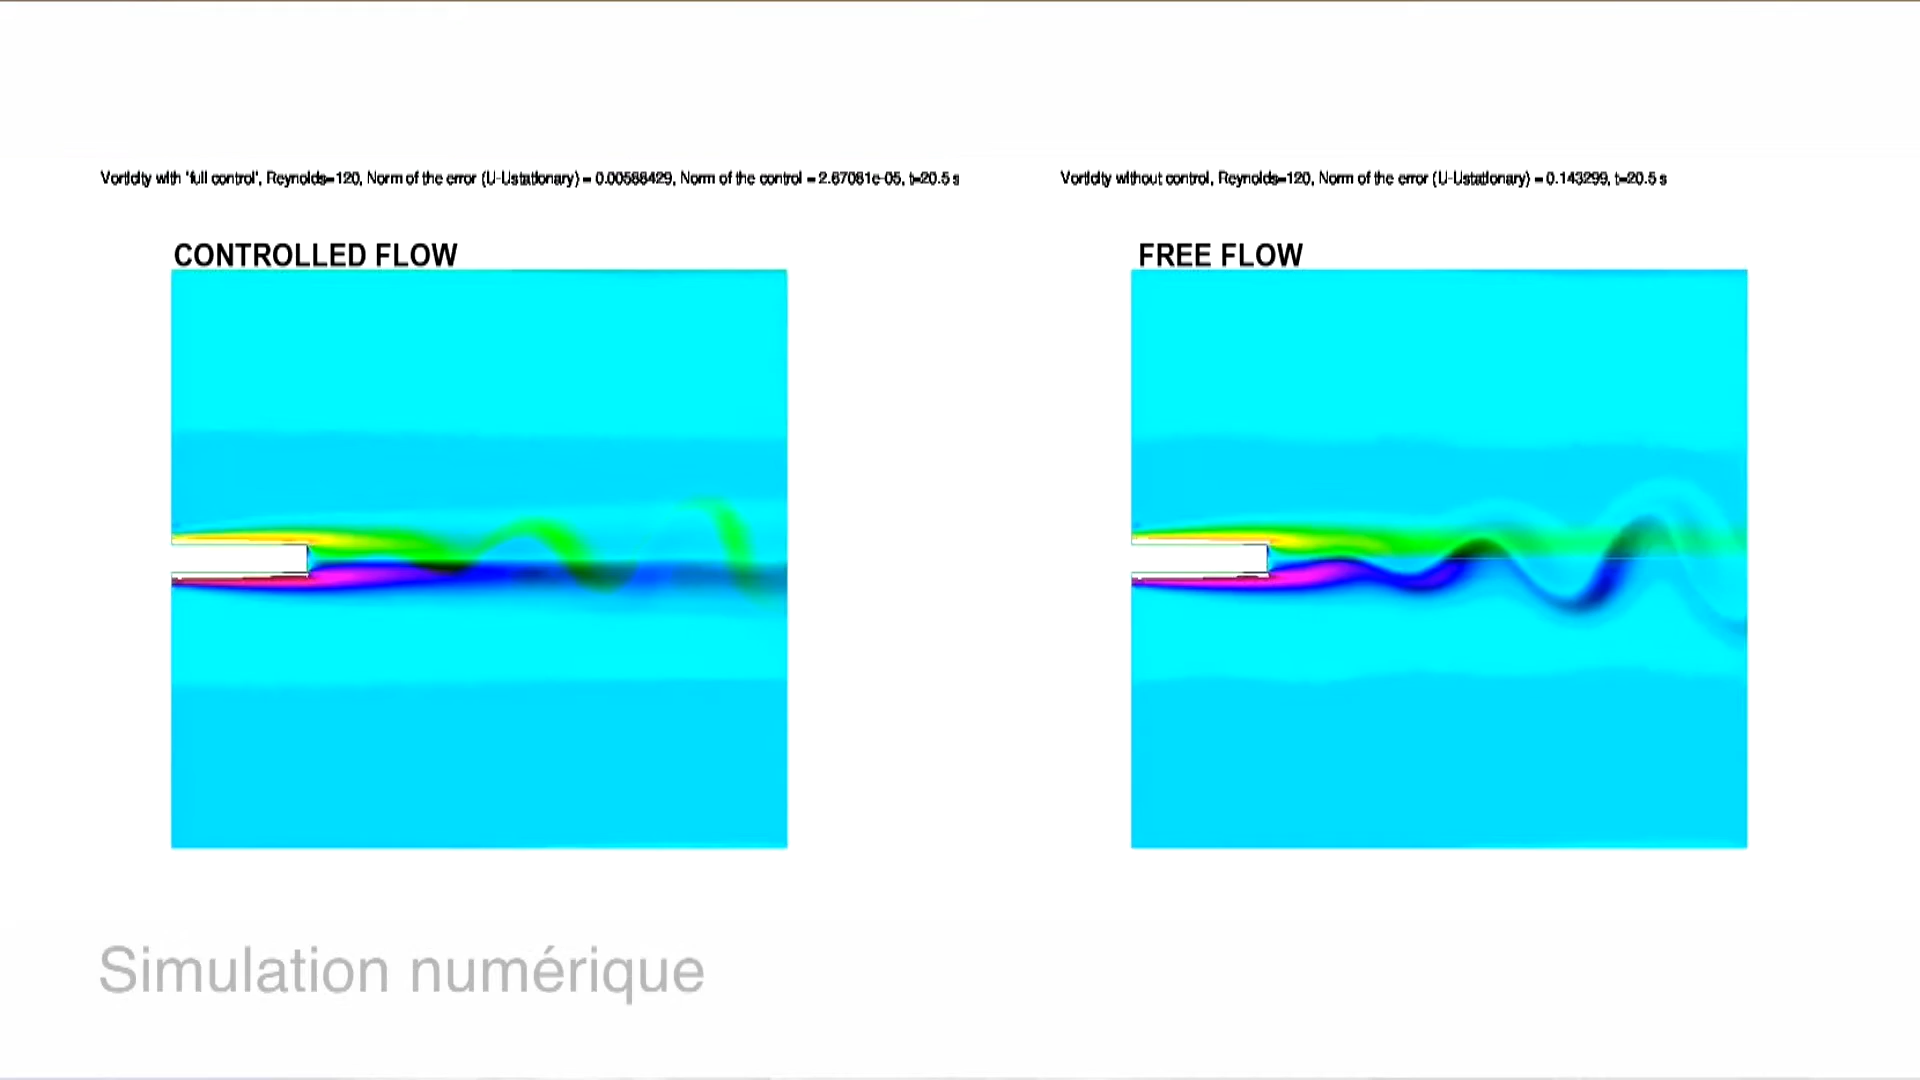 Vorticity with 'full control', Reynolds=120, Norm of the error (U-Ustationary) = 0.00588429, Norm of the control = 2.67081e-05, t=20.5 s
Vorticity without control, Reynolds=120, Norm of the error (U-Ustationary) = 0.143299, t=20.5 s
CONTROLLED FLOW
FREE FLOW
Simulation numérique